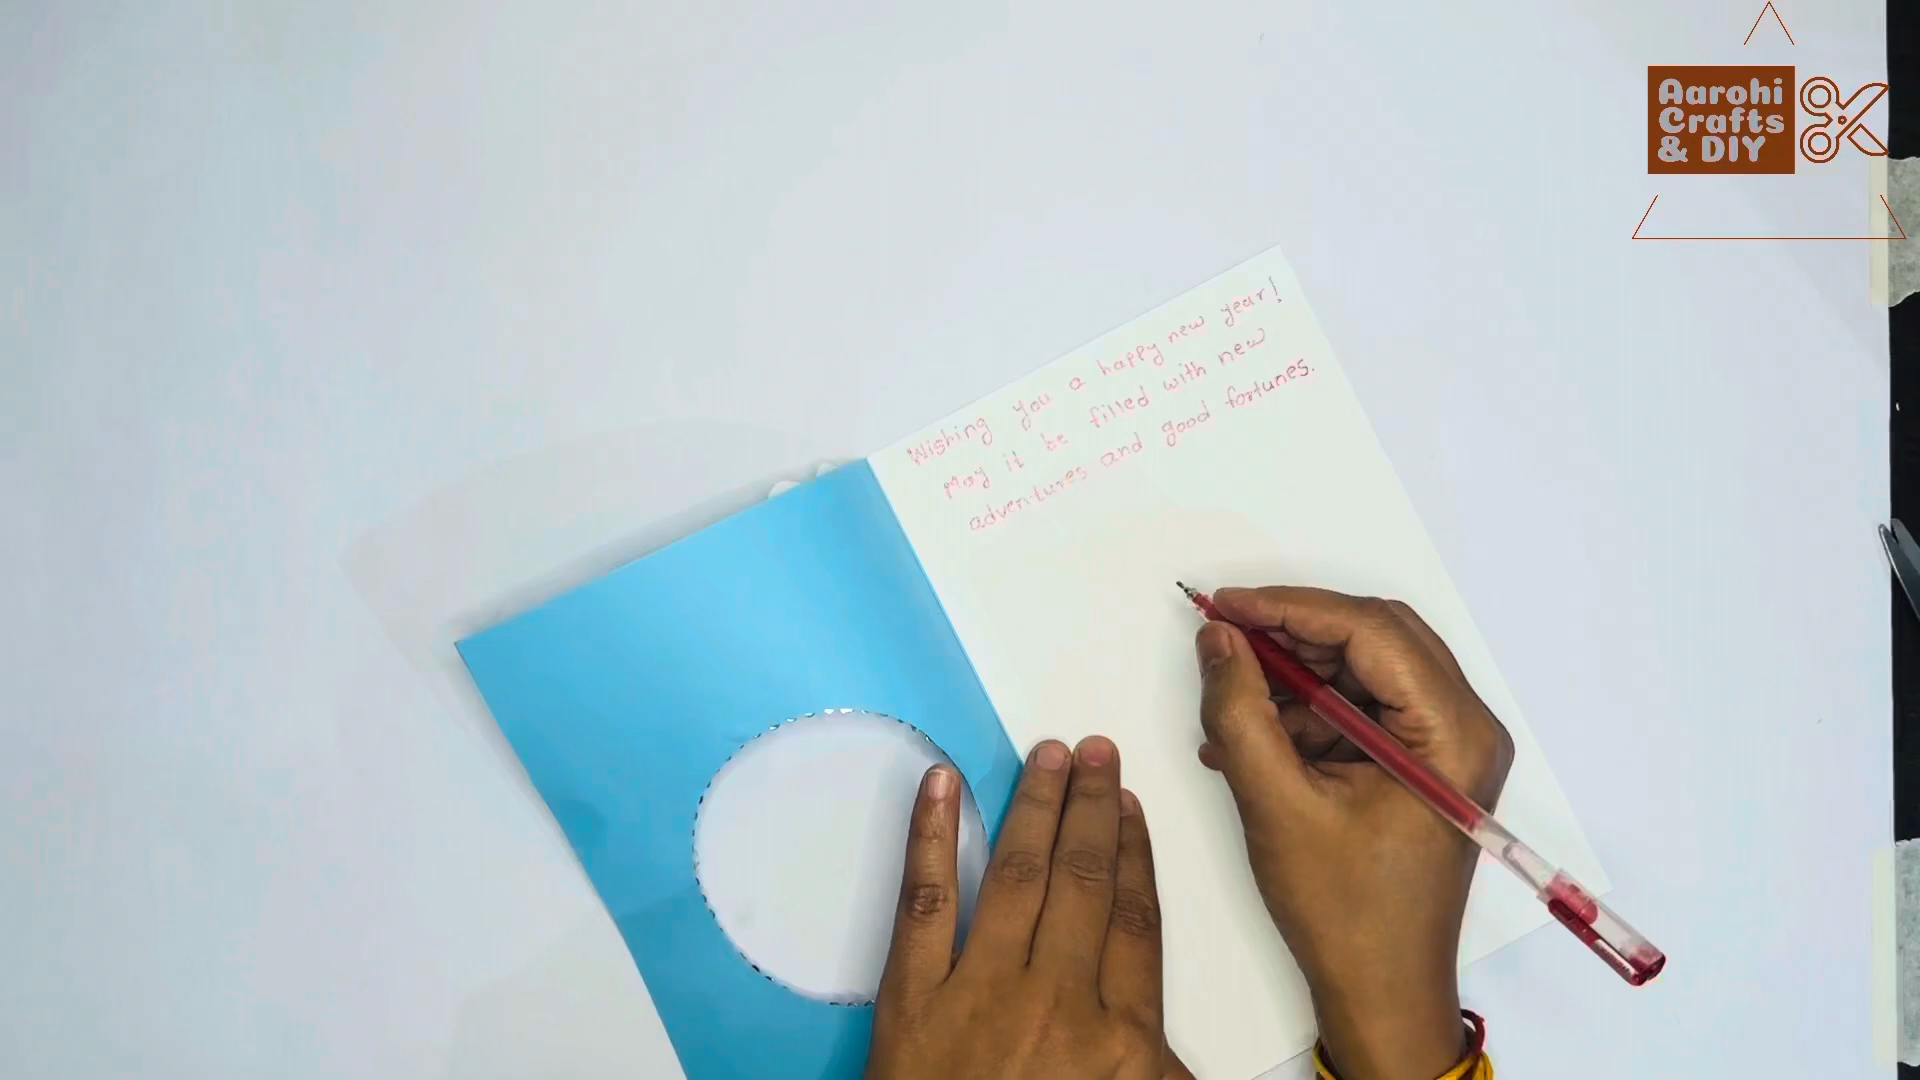 Aarohi
Crafts
& DIY
Wishing you a happy new year!
May it be filled with new
adventures and good fortunes.